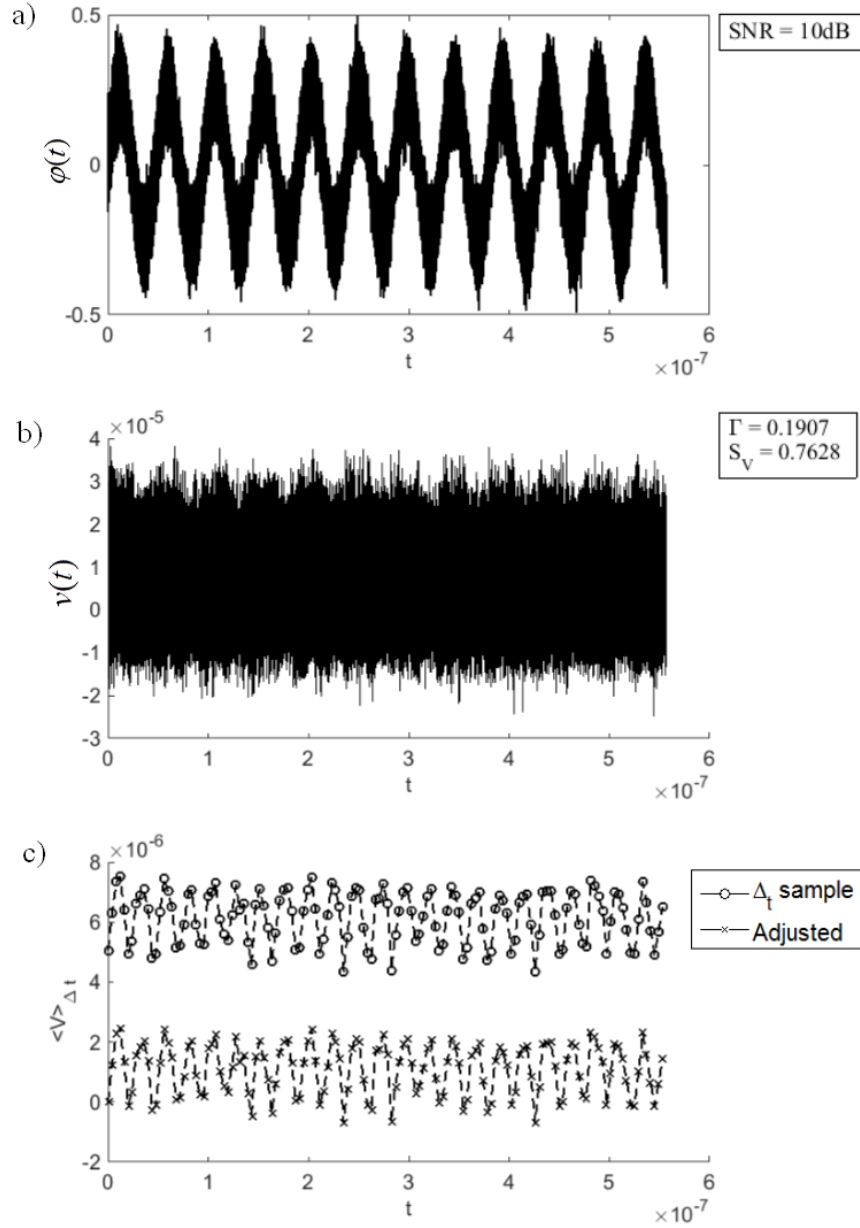 a)
SNR = 10dB
0.5
0
-0.5
φ(t)
0 1 2 3 4 5 6
t
×10⁻⁷
b)
×10⁻⁵
Γ = 0.1907
S_V = 0.7628
4
3
2
1
0
-1
-2
-3
v(t)
0 1 2 3 4 5 6
t
×10⁻⁷
c)
×10⁻⁶
Δ_t sample
Adjusted
8
6
4
2
0
-2
<V>_Δ t
0 1 2 3 4 5 6
t
×10⁻⁷